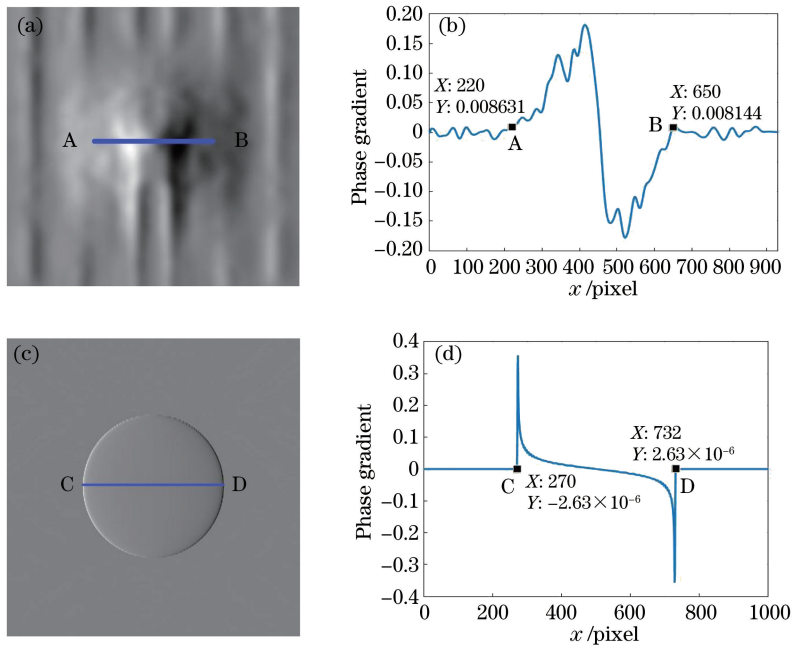 (a)
A
B
(b)
0.20
0.15
0.10
0.05
0
−0.05
−0.10
−0.15
−0.20
Phase gradient
X: 220
Y: 0.008631
A
X: 650
Y: 0.008144
B
0 100 200 300 400 500 600 700 800 900
x/pixel
(c)
C
D
(d)
0.4
0.3
0.2
0.1
0
−0.1
−0.2
−0.3
−0.4
Phase gradient
X: 732
Y: 2.63×10⁻⁶
C
X: 270
Y: −2.63×10⁻⁶
D
0 200 400 600 800 1000
x/pixel